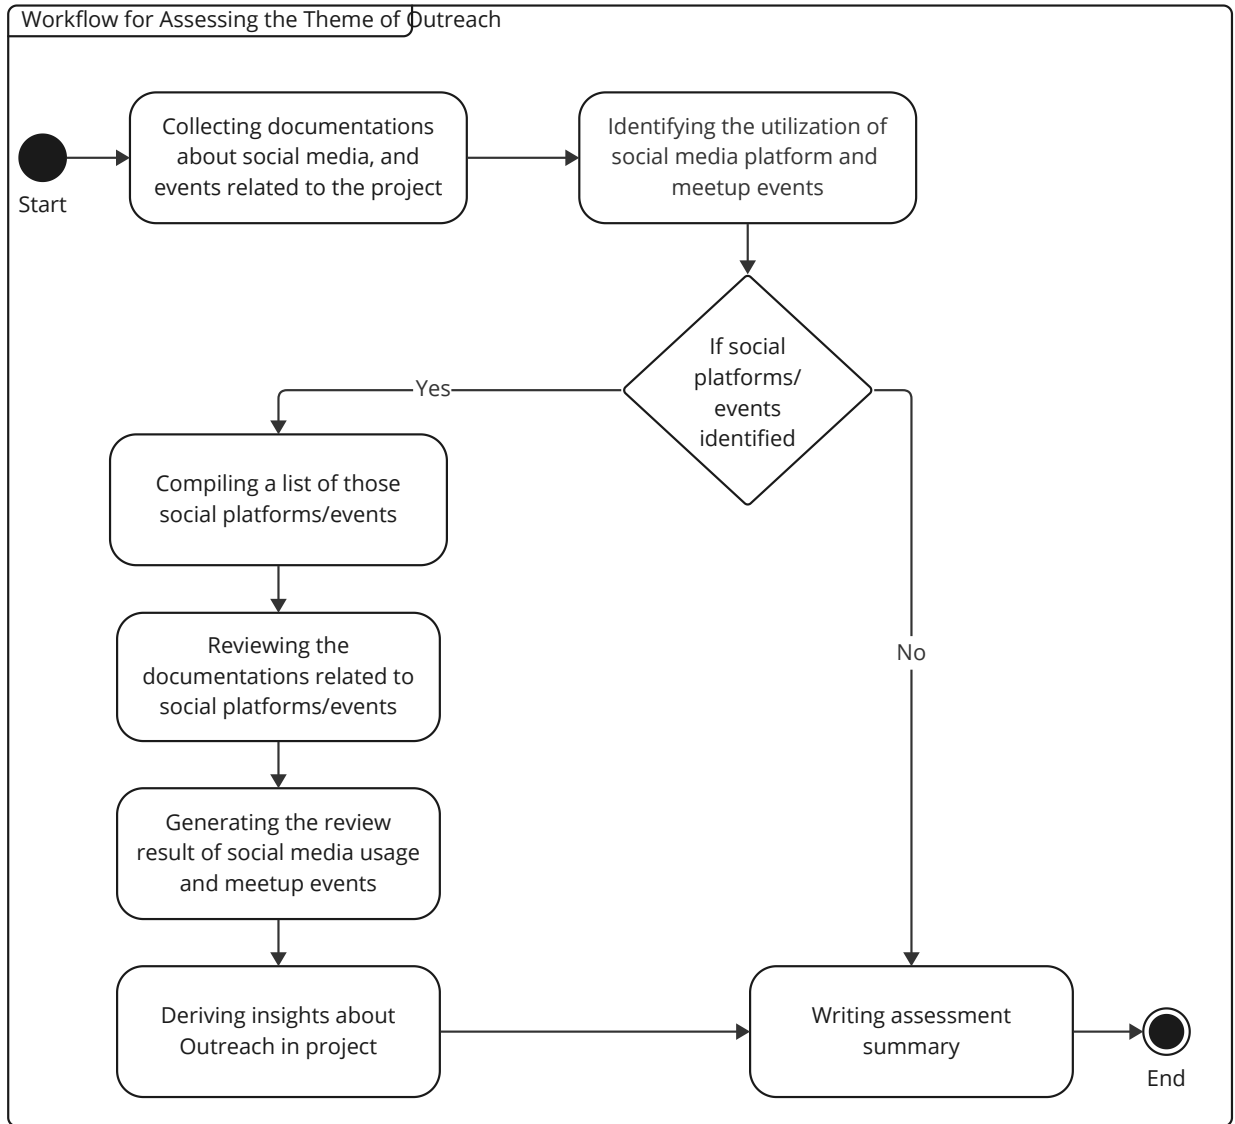 Workflow for Assessing the Theme of Outreach
Start
Collecting documentations
about social media, and
events related to the project
Identifying the utilization of
social media platform and
meetup events
If social
platforms/
events
identified
Yes
No
Compiling a list of those
social platforms/events
Reviewing the
documentations related to
social platforms/events
Generating the review
result of social media usage
and meetup events
Deriving insights about
Outreach in project
Writing assessment
summary
End